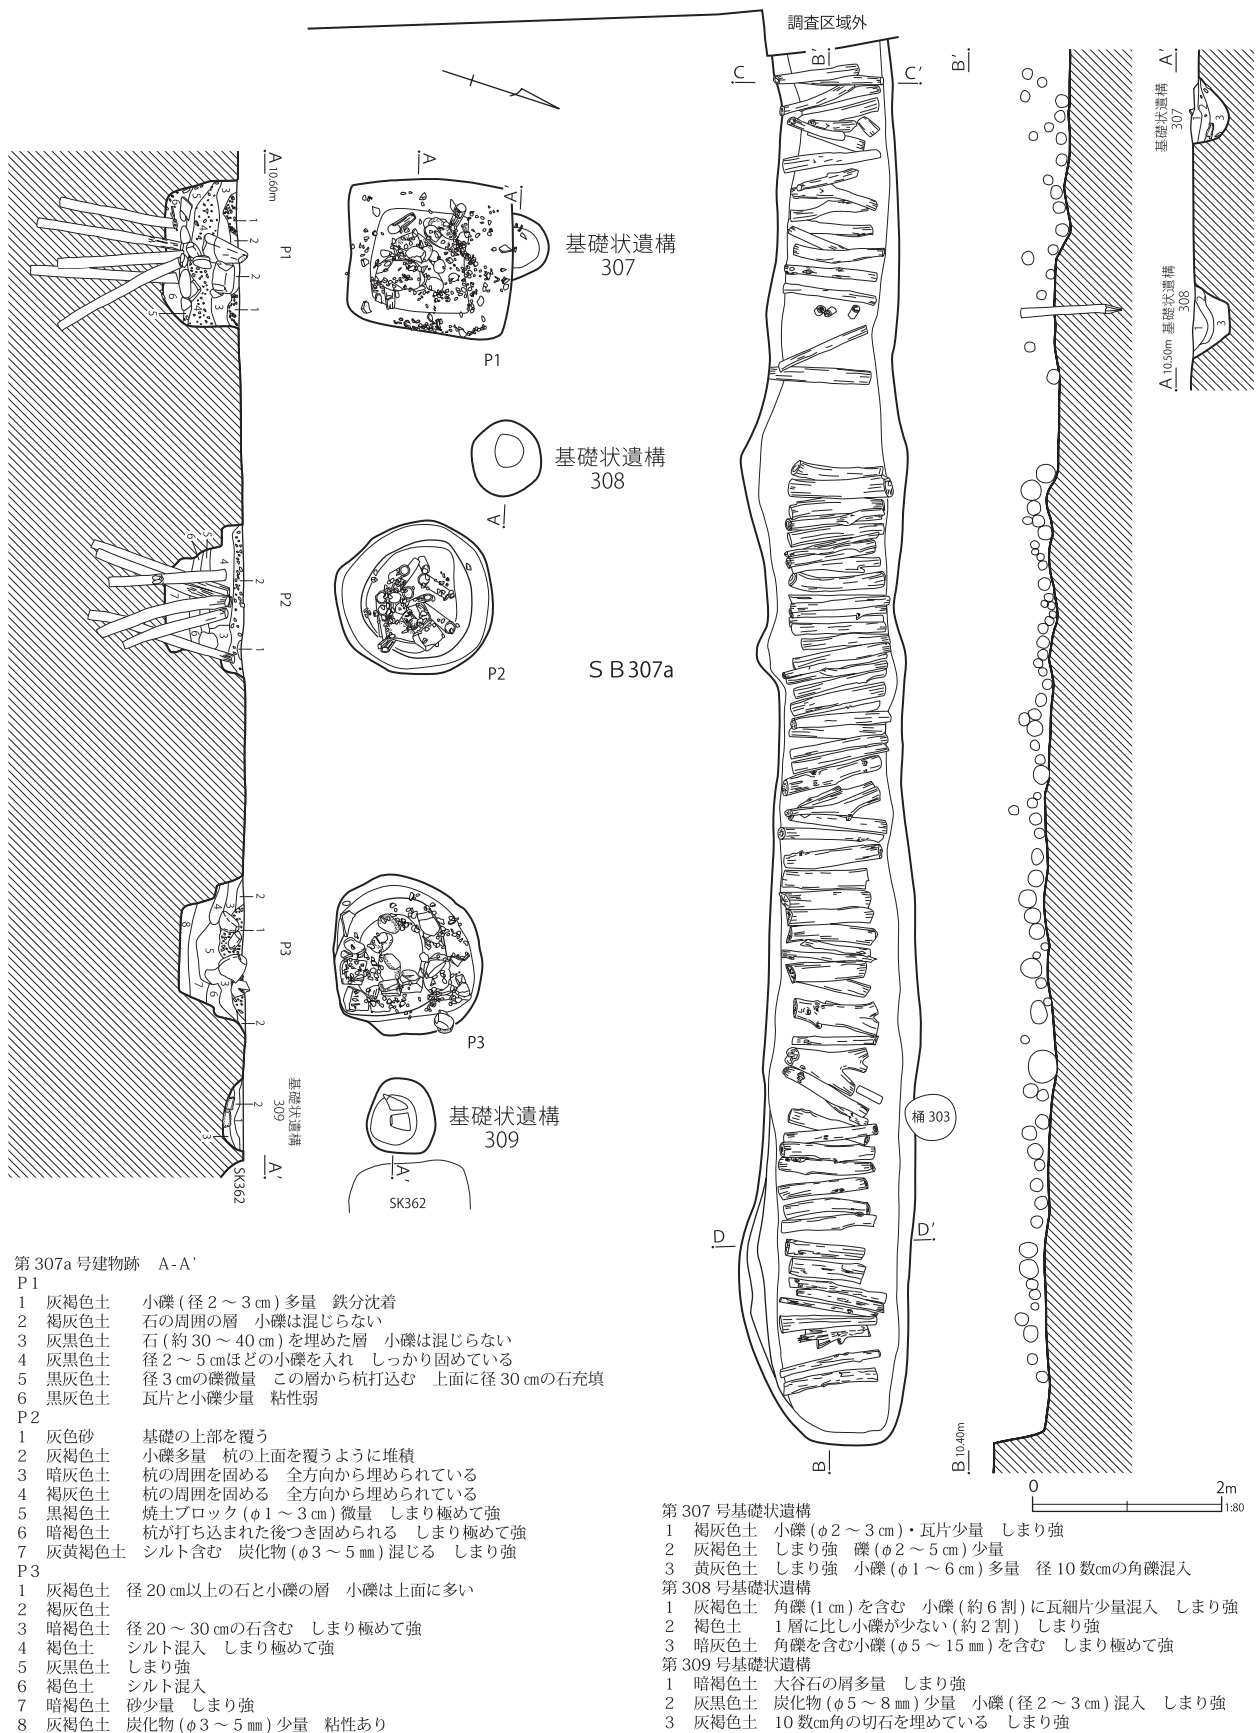 調査区域外
C
B'
C'
B'
A'
基礎状遺構
307
A 10.60m
P1
A
A'
基礎状遺構
307
P1
基礎状遺構
308
A 10.50m
基礎状遺構
308
A
P2
P2
ＳＢ307a
P3
P3
基礎状遺構
309
基礎状遺構
309
桶303
A'
SK362
A'
SK362
D
D'
B
B 10.40m
0
2m
1:80
第307a号建物跡　A-A'
P1
1　灰褐色土　小礫(径２～３㎝)多量　鉄分沈着
2　褐灰色土　石の周囲の層　小礫は混じらない
3　灰黒色土　石(約30～40㎝)を埋めた層　小礫は混じらない
4　灰黒色土　径２～５㎝ほどの小礫を入れ　しっかり固めている
5　黒灰色土　径３㎝の礫微量　この層から杭打込む　上面に径30㎝の石充填
6　黒灰色土　瓦片と小礫少量　粘性弱
P2
1　灰色砂　基礎の上部を覆う
2　灰褐色土　小礫多量　杭の上面を覆うように堆積
3　暗灰色土　杭の周囲を固める　全方向から埋められている
4　褐灰色土　杭の周囲を固める　全方向から埋められている
5　黒褐色土　焼土ブロック(φ１～３㎝)微量　しまり極めて強
6　暗褐色土　杭が打ち込まれた後つき固められる　しまり極めて強
7　灰黄褐色土　シルト含む　炭化物(φ３～５㎜)混じる　しまり強
P3
1　灰褐色土　径20㎝以上の石と小礫の層　小礫は上面に多い
2　褐灰色土
3　暗褐色土　径20～30㎝の石含む　しまり極めて強
4　褐色土　シルト混入　しまり極めて強
5　灰黒色土　しまり強
6　褐色土　シルト混入
7　暗褐色土　砂少量　しまり強
8　灰褐色土　炭化物(φ３～５㎜)少量　粘性あり
第307号基礎状遺構
1　褐灰色土　小礫(φ２～３㎝)・瓦片少量　しまり強
2　灰褐色土　しまり強　礫(φ２～５㎝)少量
3　黄灰色土　しまり強　小礫(φ１～６㎝)多量　径10数㎝の角礫混入
第308号基礎状遺構
1　灰褐色土　角礫(1㎝)を含む　小礫(約６割)に瓦細片少量混入　しまり強
2　褐色土　１層に比し小礫が少ない(約２割)　しまり強
3　暗灰色土　角礫を含む小礫(φ５～15㎜)を含む　しまり極めて強
第309号基礎状遺構
1　暗褐色土　大谷石の屑多量　しまり強
2　灰黒色土　炭化物(φ５～８㎜)少量　小礫(径２～３㎝)混入　しまり強
3　灰褐色土　10数㎝角の切石を埋めている　しまり強